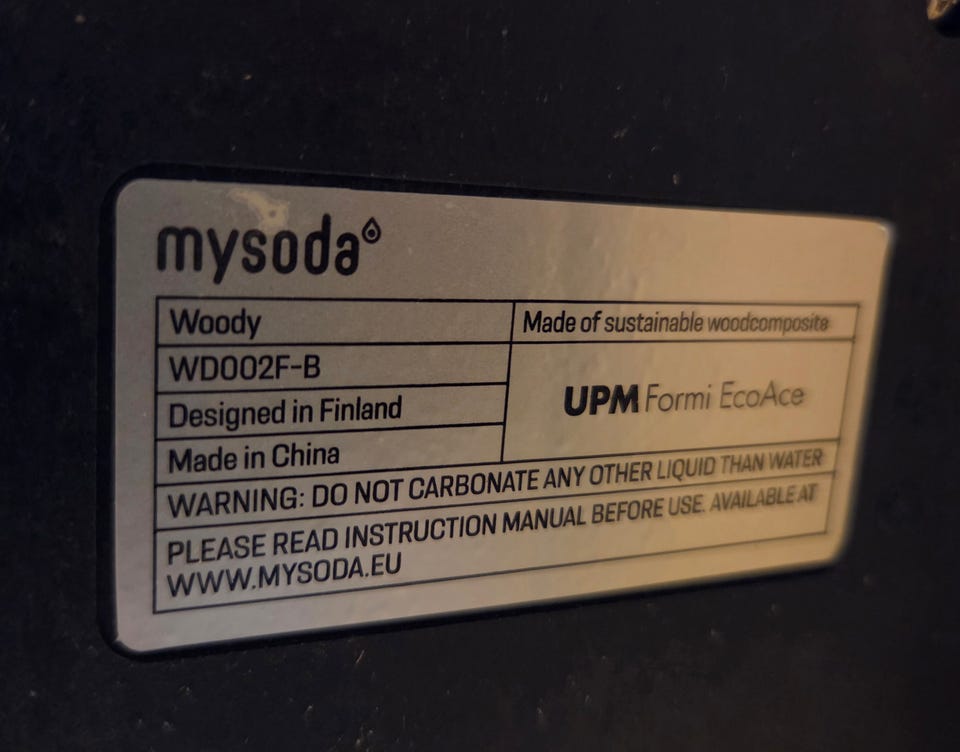 mysoda
Woody
Made of sustainable woodcomposite
WD002F-B
UPM Formi EcoAce
Designed in Finland
Made in China
WARNING: DO NOT CARBONATE ANY OTHER LIQUID THAN WATER
PLEASE READ INSTRUCTION MANUAL BEFORE USE. AVAILABLE AT
WWW.MYSODA.EU